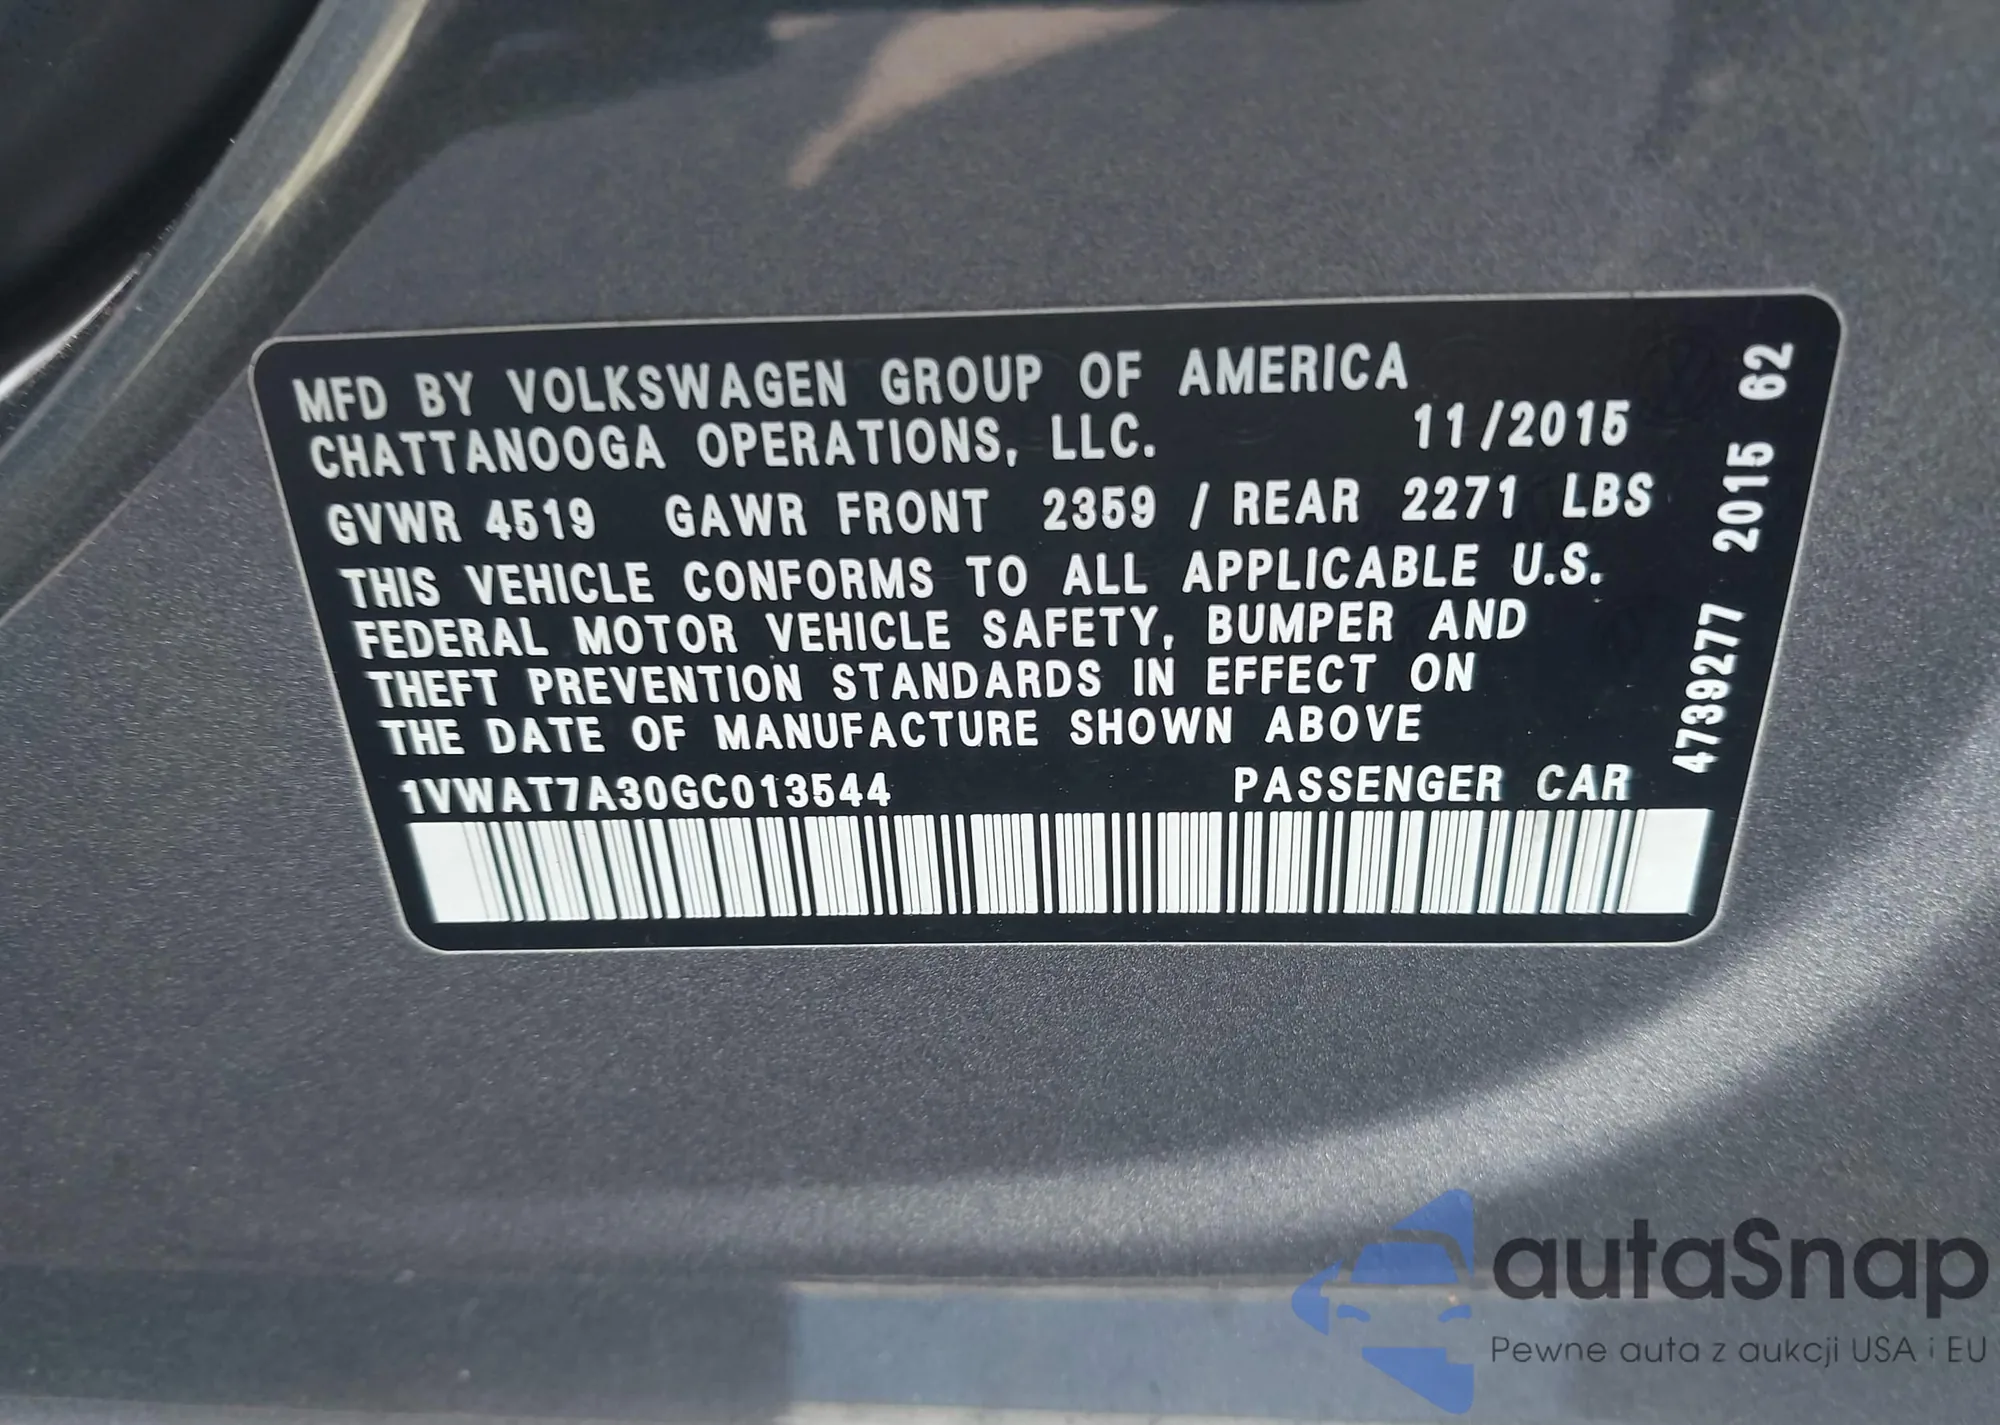 MFD BY VOLKSWAGEN GROUP OF AMERICA
CHATTANOOGA OPERATIONS, LLC. 11/2015
GVWR 4519 GAWR FRONT 2359 / REAR 2271 LBS
THIS VEHICLE CONFORMS TO ALL APPLICABLE U.S.
FEDERAL MOTOR VEHICLE SAFETY, BUMPER AND
THEFT PREVENTION STANDARDS IN EFFECT ON
THE DATE OF MANUFACTURE SHOWN ABOVE
1VWAT7A30GC013544 PASSENGER CAR
4739277 2015 62
autaSnap
Pewne auta z aukcji USA i EU